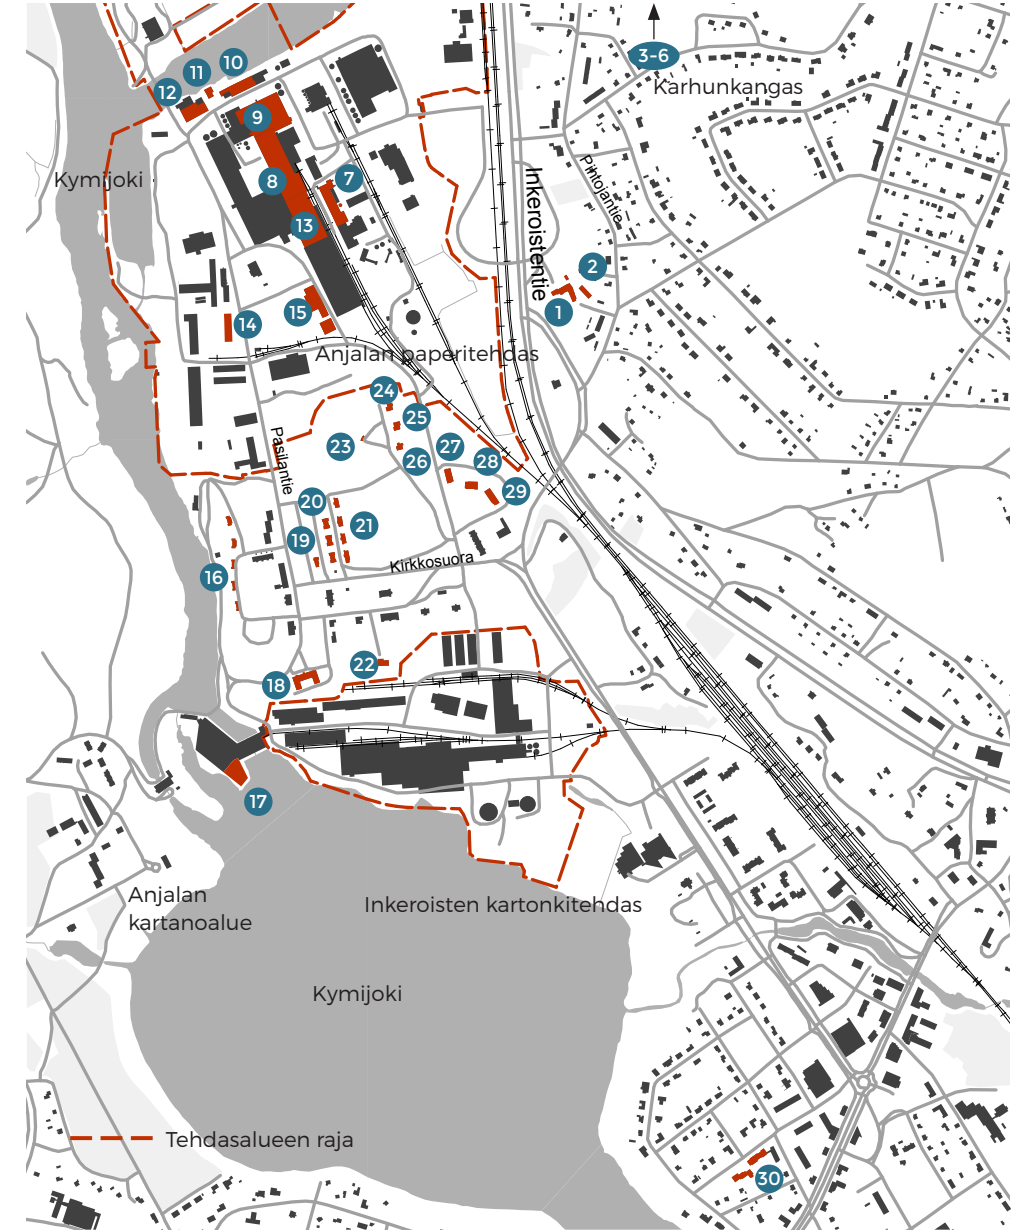 3-6
Karhunkangas
10
11
12
9
Kymijoki
8
7
13
Pihtojantie
Inkeroistentie
2
1
14
15
Anjalan paperitehdas
24
25
23
26
27
28
29
Pasilantie
20
21
19
Kirkkosuora
16
22
18
17
Anjalan
kartanoalue
Inkeroisten kartonkitehdas
Kymijoki
Tehdasalueen raja
30